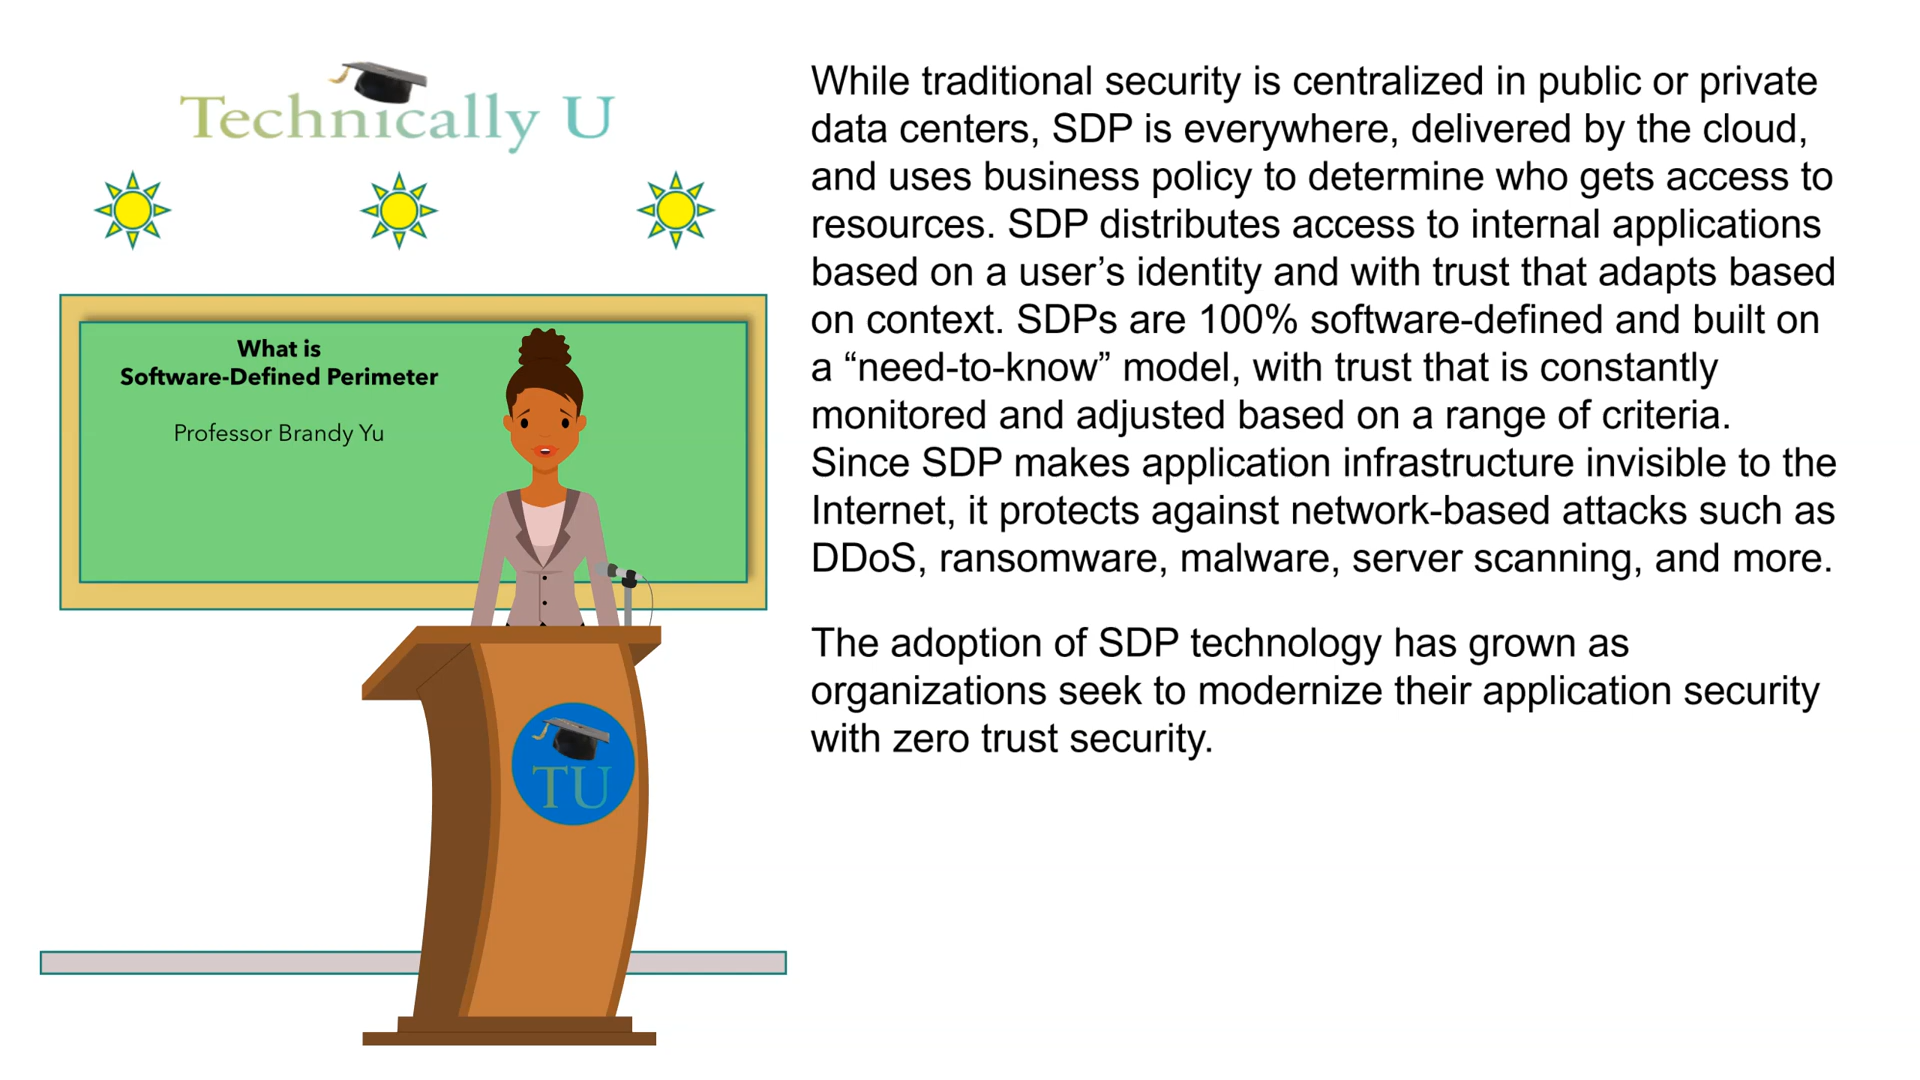 Technically U
What is
Software-Defined Perimeter
Professor Brandy Yu
TU
While traditional security is centralized in public or private
data centers, SDP is everywhere, delivered by the cloud,
and uses business policy to determine who gets access to
resources. SDP distributes access to internal applications
based on a user’s identity and with trust that adapts based
on context. SDPs are 100% software-defined and built on
a “need-to-know” model, with trust that is constantly
monitored and adjusted based on a range of criteria.
Since SDP makes application infrastructure invisible to the
Internet, it protects against network-based attacks such as
DDoS, ransomware, malware, server scanning, and more.
The adoption of SDP technology has grown as
organizations seek to modernize their application security
with zero trust security.